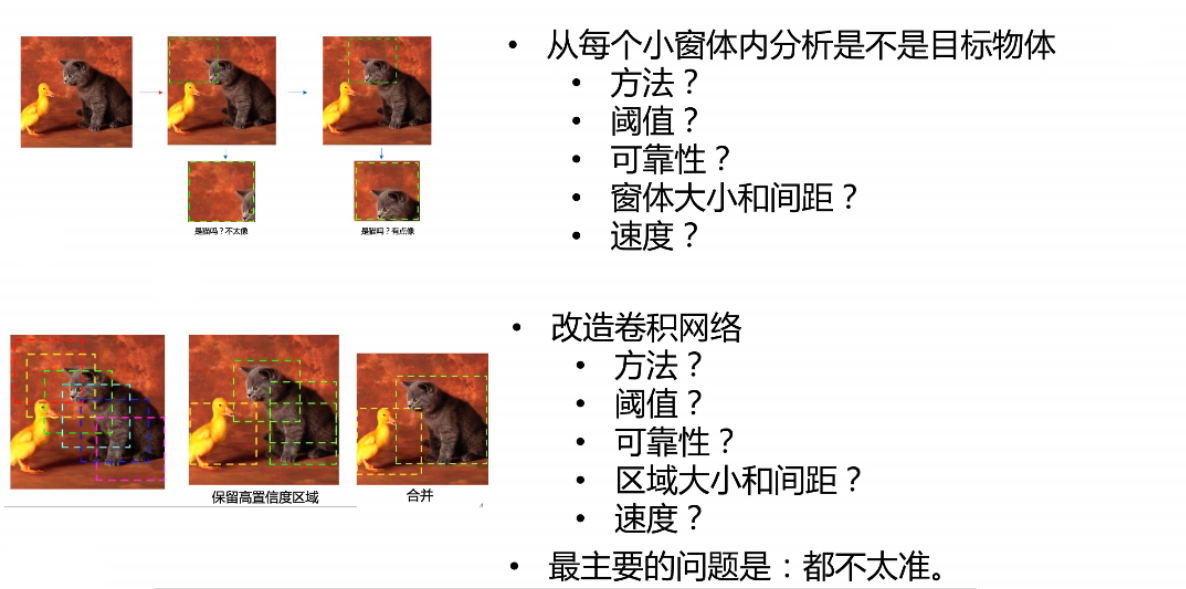 • 从每个小窗体内分析是不是目标物体
• 方法？
• 阈值？
• 可靠性？
• 窗体大小和间距？
• 速度？
是猫吗？不太像
是猫吗？有点像
• 改造卷积网络
• 方法？
• 阈值？
• 可靠性？
• 区域大小和间距？
• 速度？
保留高置信度区域
合并
• 最主要的问题是：都不太准。